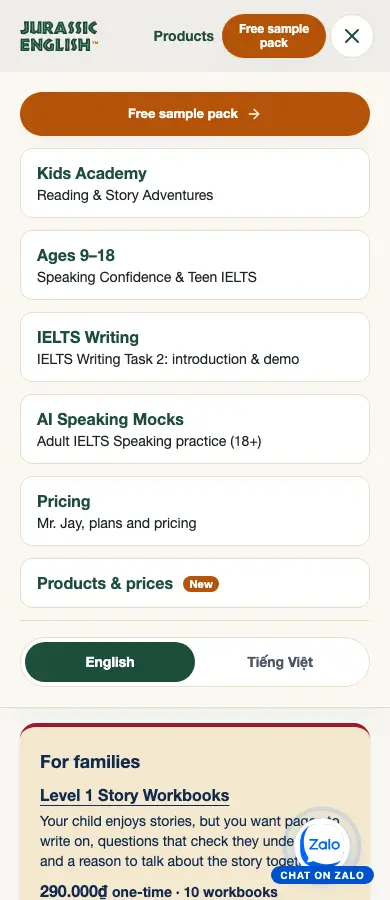 JURASSIC
ENGLISH™
Products
Free sample
pack
Free sample pack →
Kids Academy
Reading & Story Adventures
Ages 9–18
Speaking Confidence & Teen IELTS
IELTS Writing
IELTS Writing Task 2: introduction & demo
AI Speaking Mocks
Adult IELTS Speaking practice (18+)
Pricing
Mr. Jay, plans and pricing
Products & prices New
English
Tiếng Việt
For families
Level 1 Story Workbooks
Your child enjoys stories, but you want to
write on, questions that check they
and a reason to talk about the story
290.000₫ one-time · 10 workbooks
Zalo
CHAT ON ZALO